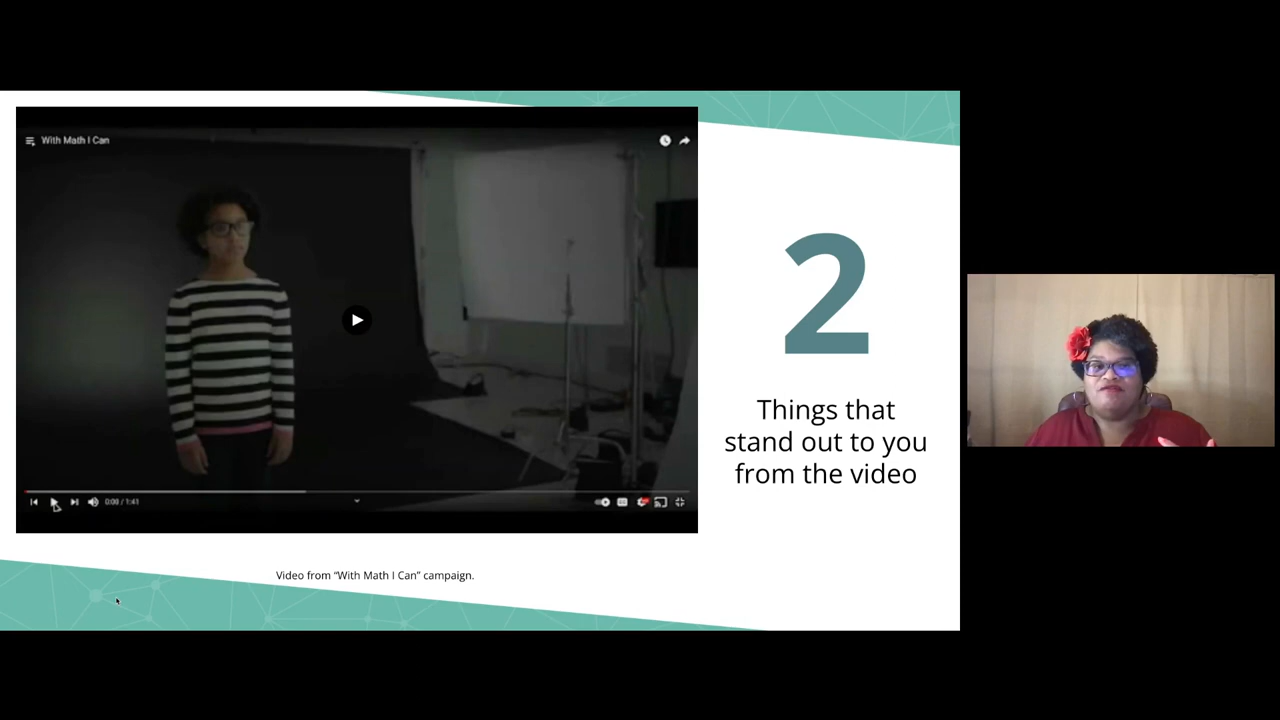 With Math I Can
0:00 / 1:41
2
Things that
stand out to you
from the video
Video from “With Math I Can” campaign.